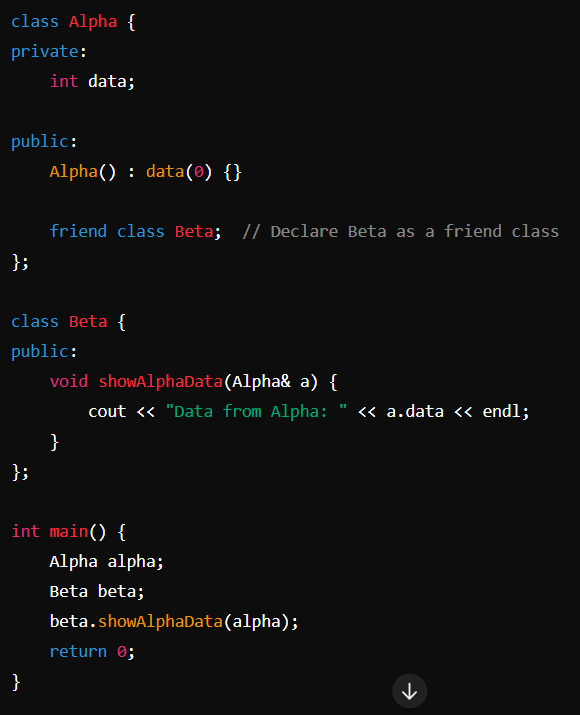 class Alpha {
private:
    int data;

public:
    Alpha() : data(0) {}

    friend class Beta;  // Declare Beta as a friend class
};

class Beta {
public:
    void showAlphaData(Alpha& a) {
        cout << "Data from Alpha: " << a.data << endl;
    }
};

int main() {
    Alpha alpha;
    Beta beta;
    beta.showAlphaData(alpha);
    return 0;
}